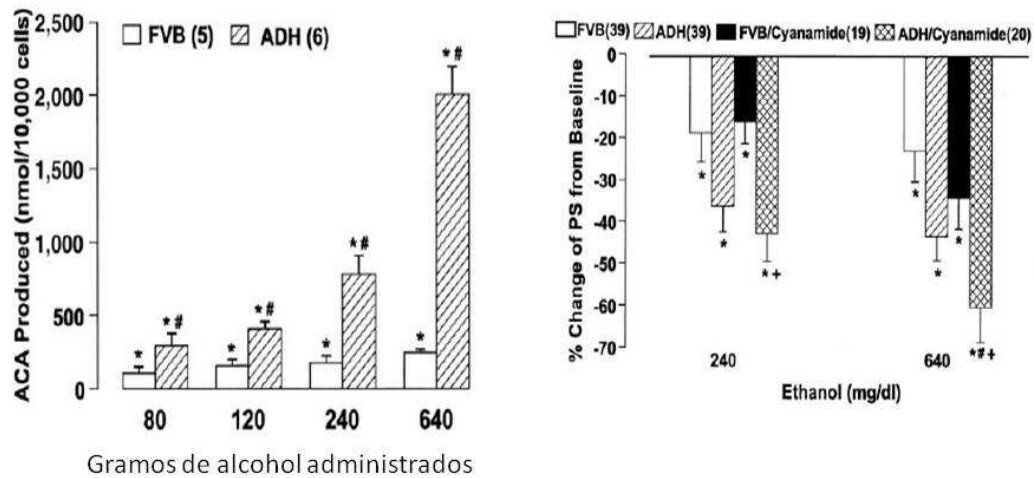 ACA Produced (nmol/10,000 cells)
FVB (5) ADH (6)
2,500
2,000
1,500
1,000
500
0
* *# * *# * *# * *#
80 120 240 640
Gramos de alcohol administrados
FVB(39) ADH(39) FVB/Cyanamide(19) ADH/Cyanamide(20)
% Change of PS from Baseline
0
-10
-20
-30
-40
-50
-60
-70
* * * *+ * * * *#+
240 640
Ethanol (mg/dl)